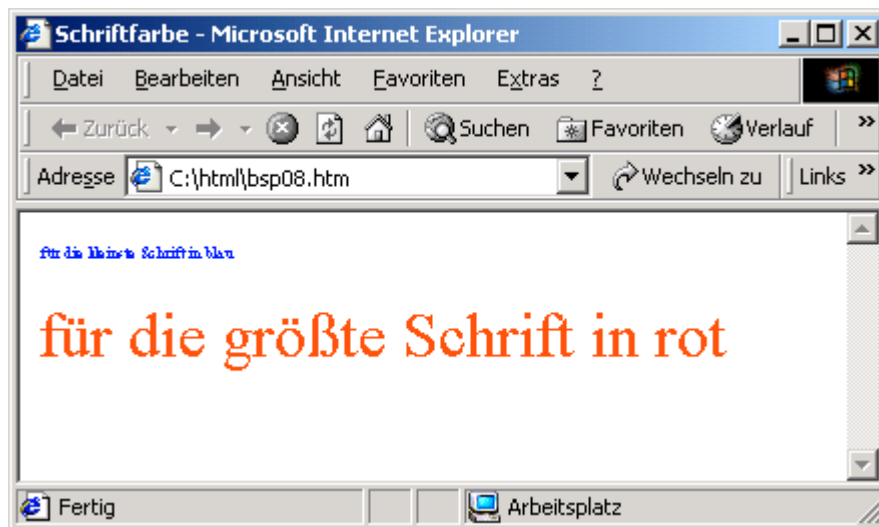 Schriftfarbe - Microsoft Internet Explorer
Datei Bearbeiten Ansicht Favoriten Extras ?
Zurück Suchen Favoriten Verlauf »
Adresse C:\html\bsp08.htm Wechseln zu Links »
für die kleinste Schrift in blau
für die größte Schrift in rot
Fertig Arbeitsplatz